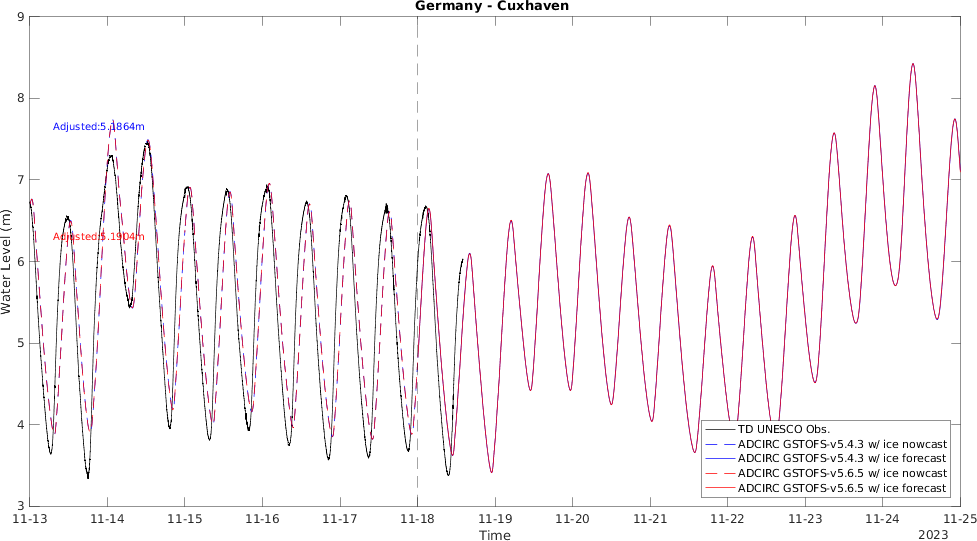 Germany - Cuxhaven
9
8
7
6
5
4
3
Water Level (m)
Adjusted:5.1864m
Adjusted:5.1904m
TD UNESCO Obs.
ADCIRC GSTOFS-v5.4.3 w/ ice nowcast
ADCIRC GSTOFS-v5.4.3 w/ ice forecast
ADCIRC GSTOFS-v5.6.5 w/ ice nowcast
ADCIRC GSTOFS-v5.6.5 w/ ice forecast
11-13 11-14 11-15 11-16 11-17 11-18 11-19 11-20 11-21 11-22 11-23 11-24 11-25
Time
2023